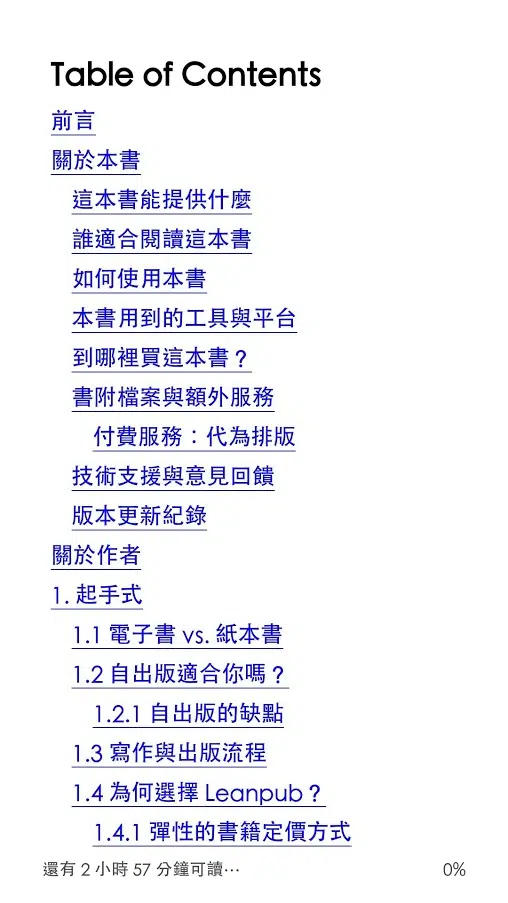 Table of Contents
前言
關於本書
這本書能提供什麼
誰適合閱讀這本書
如何使用本書
本書用到的工具與平台
到哪裡買這本書？
書附檔案與額外服務
付費服務：代為排版
技術支援與意見回饋
版本更新紀錄
關於作者
1. 起手式
1.1 電子書 vs. 紙本書
1.2 自出版適合你嗎？
1.2.1 自出版的缺點
1.3 寫作與出版流程
1.4 為何選擇 Leanpub？
1.4.1 彈性的書籍定價方式
還有 2 小時 57 分鐘可讀⋯ 0%